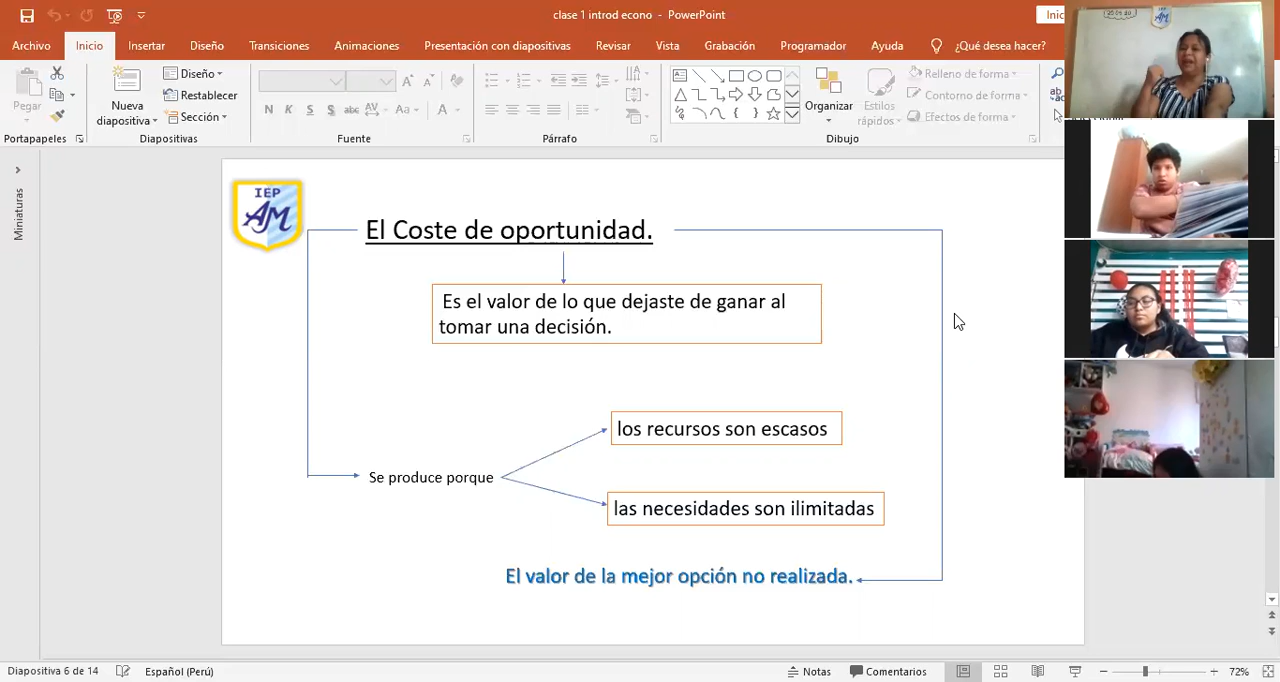 clase 1 introd econo - PowerPoint
Inic
Archivo
Inicio
Insertar
Diseño
Transiciones
Animaciones
Presentación con diapositivas
Revisar
Vista
Grabación
Programador
Ayuda
¿Qué desea hacer?
Pegar
Nueva
diapositiva
Diseño
Restablecer
Sección
N K S S abc AV Aa A
Organizar
Estilos
rápidos
Relleno de forma
Contorno de forma
Efectos de forma
Portapapeles
Diapositivas
Fuente
Párrafo
Dibujo
Miniaturas
IEP
AM
El Coste de oportunidad.
Es el valor de lo que dejaste de ganar al
tomar una decisión.
Se produce porque
los recursos son escasos
las necesidades son ilimitadas
El valor de la mejor opción no realizada.
Diapositiva 6 de 14
Español (Perú)
Notas
Comentarios
72%